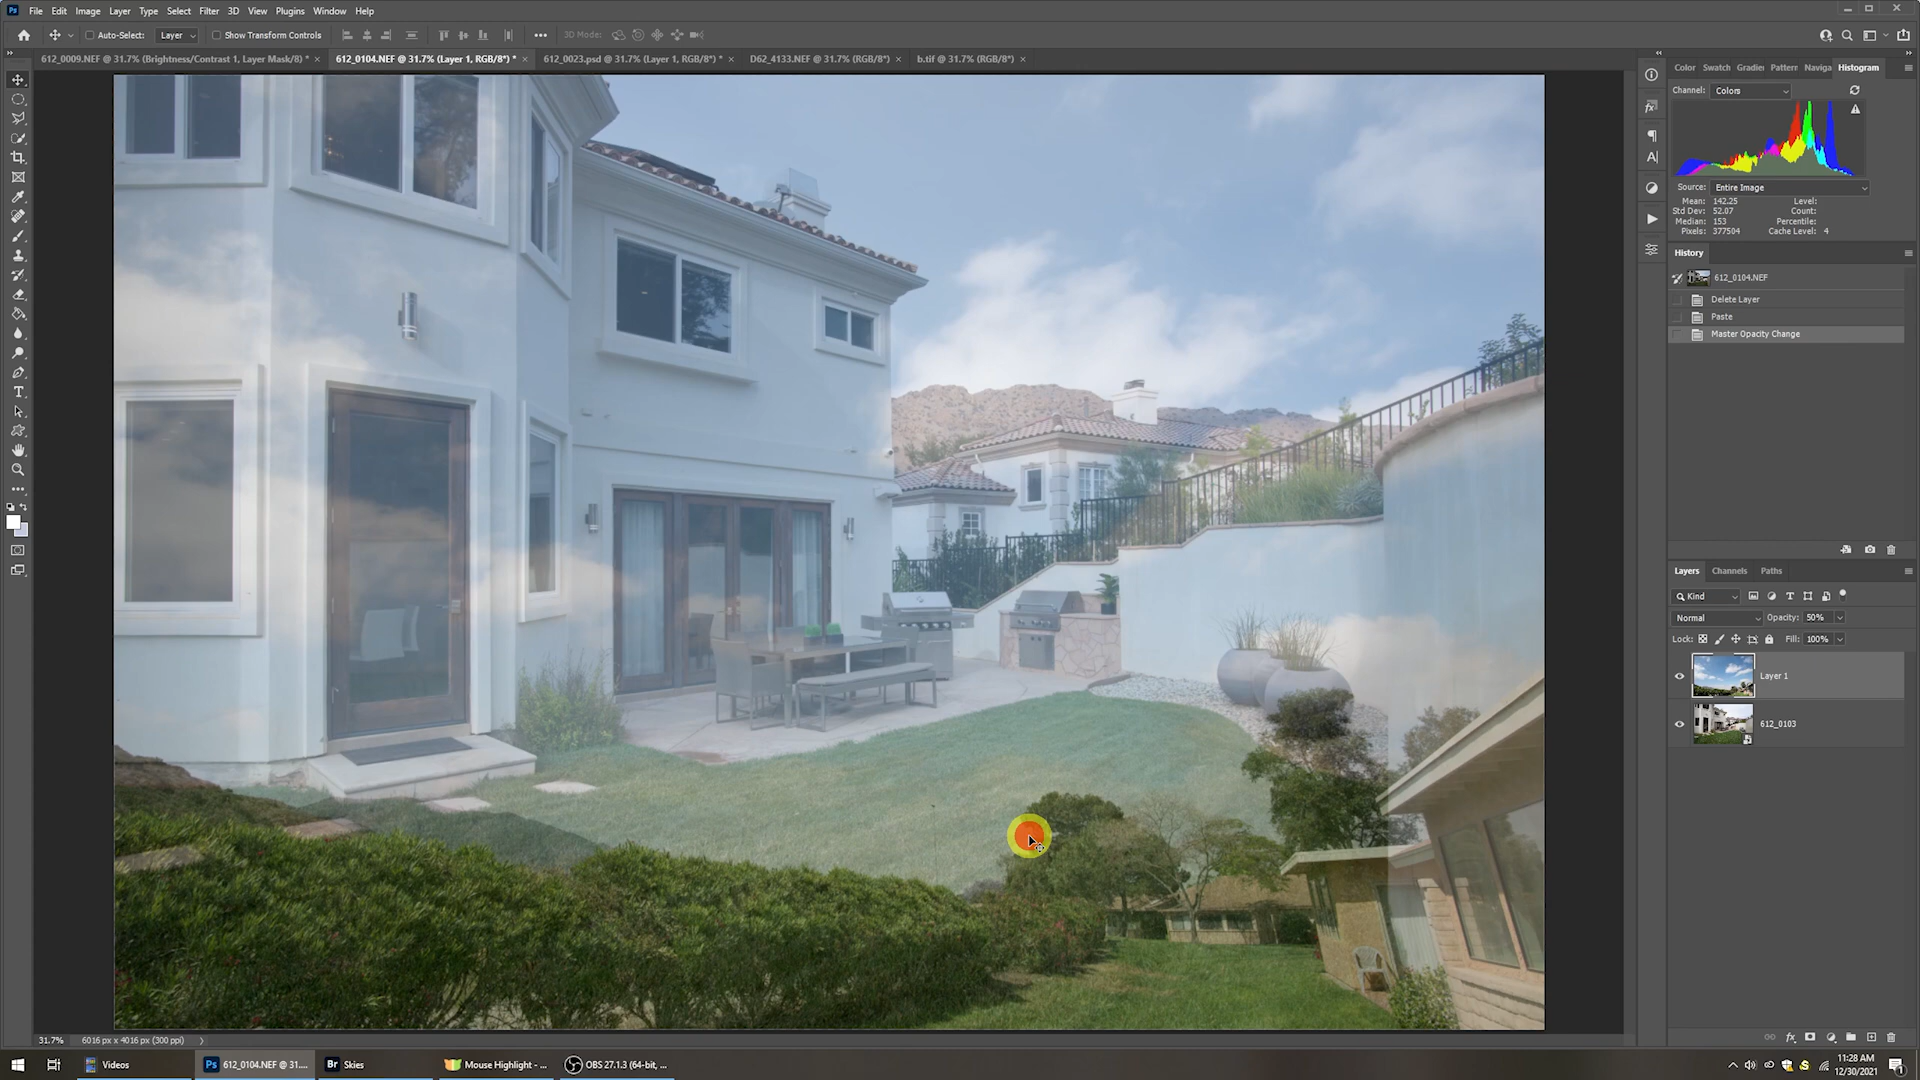 Ps File Edit Image Layer Type Select Filter 3D View Plugins Window Help
Auto-Select: Layer Show Transform Controls 3D Mode:
612_0009.NEF @ 31.7% (Brightness/Contrast 1, Layer Mask/8) * × 612_0104.NEF @ 31.7% (Layer 1, RGB/8*) * × 612_0023.psd @ 31.7% (Layer 1, RGB/8*) * × D62_4133.NEF @ 31.7% (RGB/8*) × b.tif @ 31.7% (RGB/8*) ×
Color Swatch Gradie Pattern Naviga Histogram
Channel: Colors
Source: Entire Image
Mean: 142.25 Level:
Std Dev: 52.07 Count:
Median: 153 Percentile:
Pixels: 377504 Cache Level: 4
History
612_0104.NEF
Delete Layer
Paste
Master Opacity Change
Layers Channels Paths
Kind
Normal Opacity: 50%
Lock: Fill: 100%
Layer 1
612_0103
31.7% 6016 px x 4016 px (300 ppi)
Videos Ps 612_0104.NEF @ 31.... Br Skies Mouse Highlight - ... OBS 27.1.3 (64-bit, ...
11:28 AM
12/30/2021